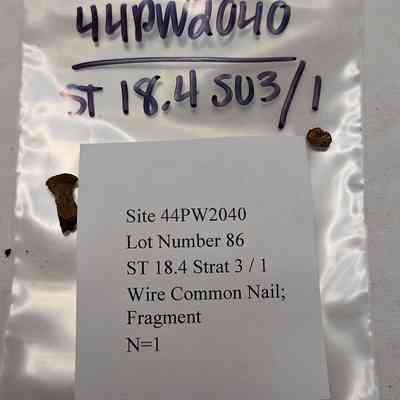 44PW2040
ST 18.4 SU3/1
Site 44PW2040
Lot Number 86
ST 18.4 Strat 3 / 1
Wire Common Nail;
Fragment
N=1